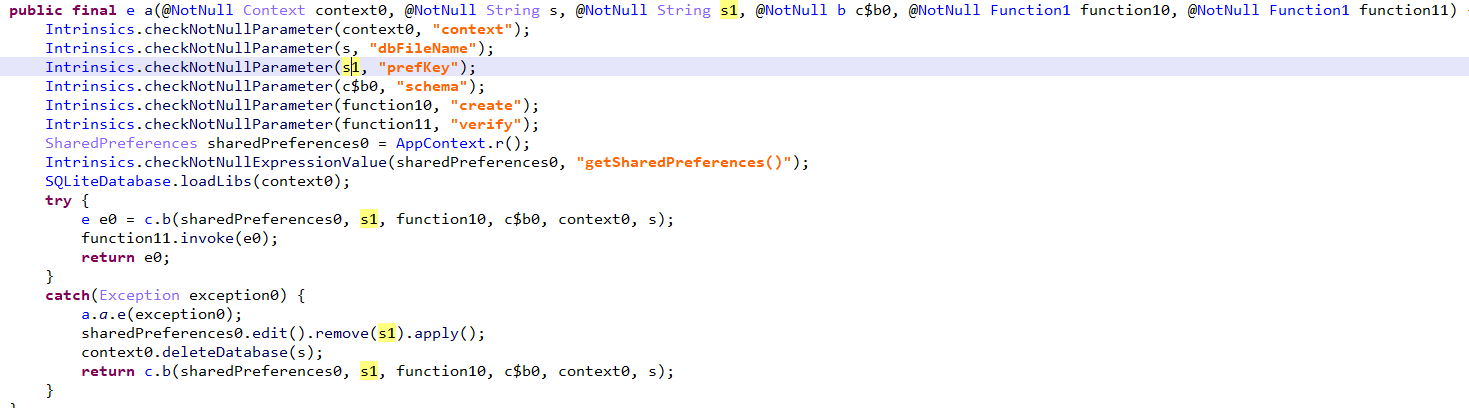 public final e a(@NotNull Context context0, @NotNull String s, @NotNull String s1, @NotNull b c$b0, @NotNull Function1 function10, @NotNull Function1 function11) {
Intrinsics.checkNotNullParameter(context0, "context");
Intrinsics.checkNotNullParameter(s, "dbFileName");
Intrinsics.checkNotNullParameter(s1, "prefKey");
Intrinsics.checkNotNullParameter(c$b0, "schema");
Intrinsics.checkNotNullParameter(function10, "create");
Intrinsics.checkNotNullParameter(function11, "verify");
SharedPreferences sharedPreferences0 = AppContext.r();
Intrinsics.checkNotNullExpressionValue(sharedPreferences0, "getSharedPreferences()");
SQLiteDatabase.loadLibs(context0);
try {
e e0 = c.b(sharedPreferences0, s1, function10, c$b0, context0, s);
function11.invoke(e0);
return e0;
}
catch(Exception exception0) {
a.a.e(exception0);
sharedPreferences0.edit().remove(s1).apply();
context0.deleteDatabase(s);
return c.b(sharedPreferences0, s1, function10, c$b0, context0, s);
}
}